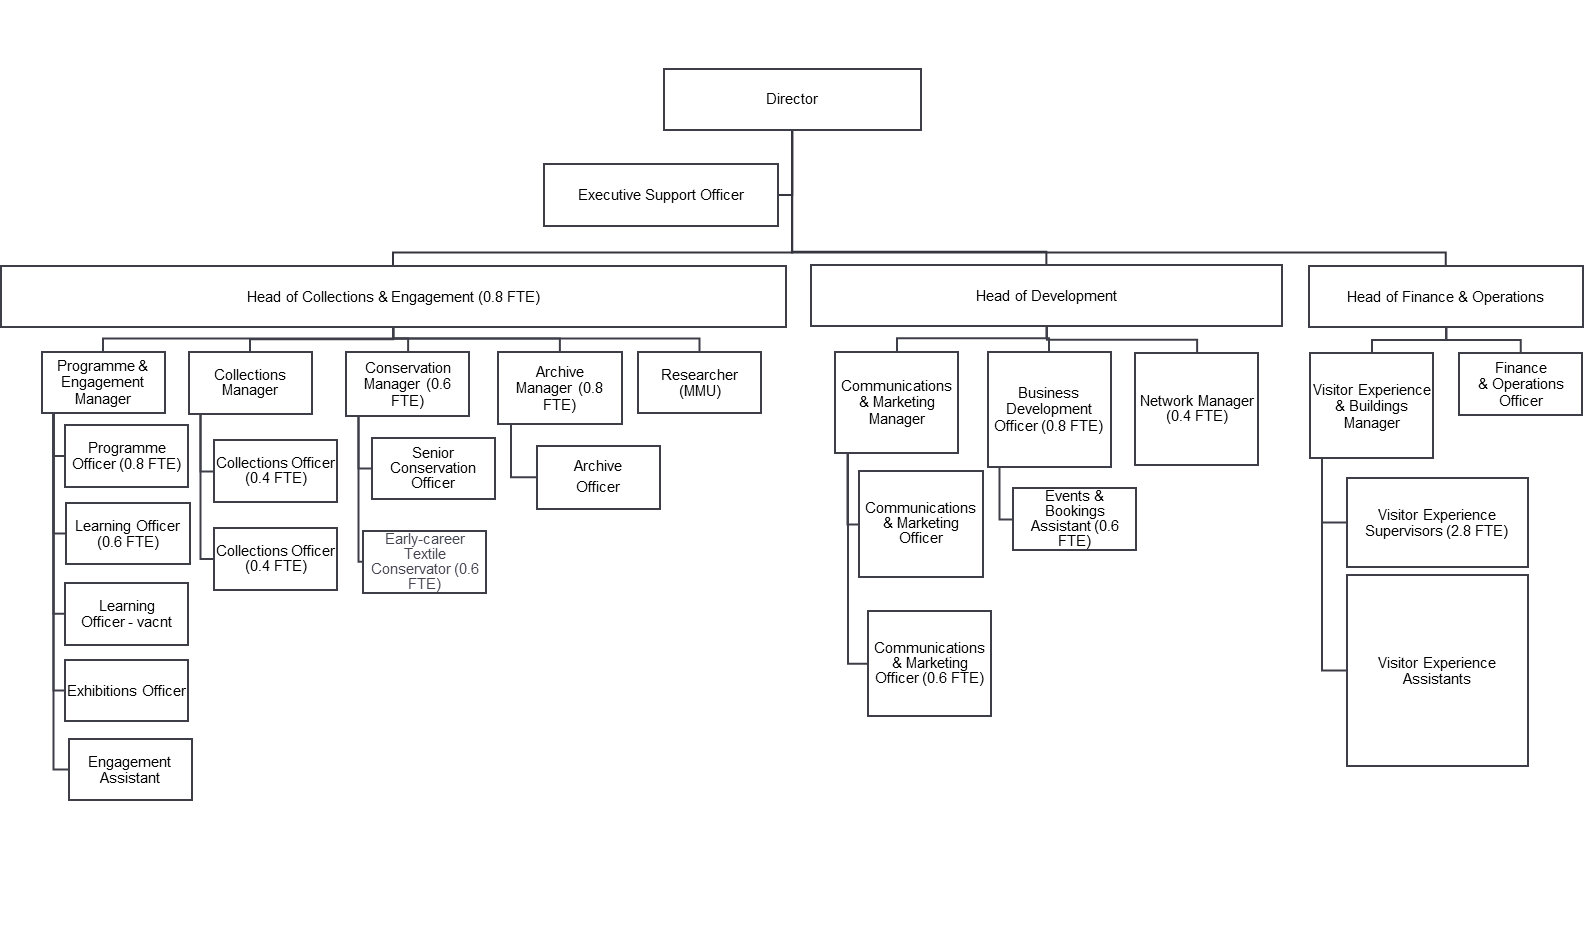 Director
Executive Support Officer
Head of Collections & Engagement (0.8 FTE)
Head of Development
Head of Finance & Operations
Programme &
Engagement
Manager
Collections
Manager
Conservation
Manager (0.6
FTE)
Archive
Manager (0.8
FTE)
Researcher
(MMU)
Communications
& Marketing
Manager
Business
Development
Officer (0.8 FTE)
Network Manager
(0.4 FTE)
Visitor Experience
& Buildings
Manager
Finance
& Operations
Officer
Programme
Officer (0.8 FTE)
Learning Officer
(0.6 FTE)
Learning
Officer - vacnt
Exhibitions Officer
Engagement
Assistant
Collections Officer
(0.4 FTE)
Collections Officer
(0.4 FTE)
Senior
Conservation
Officer
Early-career
Textile
Conservator (0.6
FTE)
Archive
Officer
Communications
& Marketing
Officer
Communications
& Marketing
Officer (0.6 FTE)
Events &
Bookings
Assistant (0.6
FTE)
Visitor Experience
Supervisors (2.8 FTE)
Visitor Experience
Assistants